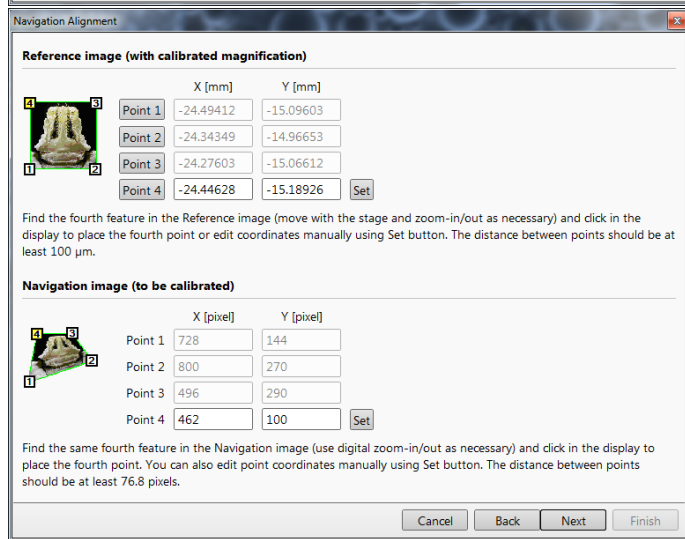 Navigation Alignment
Reference image (with calibrated magnification)
X [mm] Y [mm]
4 3
Point 1 -24.49412 -15.09603
Point 2 -24.34349 -14.96653
Point 3 -24.27603 -15.06612
1 2
Point 4 -24.44628 -15.18926 Set
Find the fourth feature in the Reference image (move with the stage and zoom-in/out as necessary) and click in the
display to place the fourth point or edit coordinates manually using Set button. The distance between points should be at
least 100 µm.
Navigation image (to be calibrated)
X [pixel] Y [pixel]
4 3
Point 1 728 144
2
Point 2 800 270
1
Point 3 496 290
Point 4 462 100 Set
Find the same fourth feature in the Navigation image (use digital zoom-in/out as necessary) and click in the display to
place the fourth point. You can also edit point coordinates manually using Set button. The distance between points
should be at least 76.8 pixels.
Cancel Back Next Finish